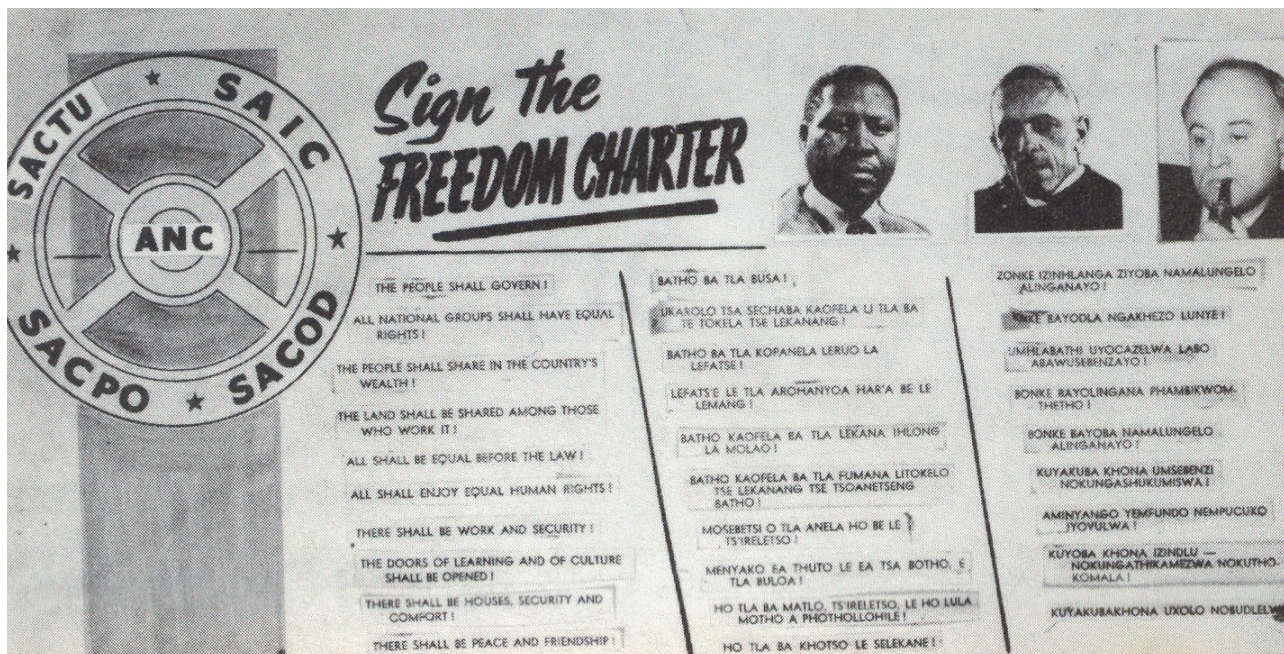 SACTU
SAIC
ANC
SACPO
SACOD
Sign the
FREEDOM CHARTER
THE PEOPLE SHALL GOVERN !
ALL NATIONAL GROUPS SHALL HAVE EQUAL
RIGHTS !
THE PEOPLE SHALL SHARE IN THE COUNTRY'S
WEALTH !
THE LAND SHALL BE SHARED AMONG THOSE
WHO WORK IT !
ALL SHALL BE EQUAL BEFORE THE LAW !
ALL SHALL ENJOY EQUAL HUMAN RIGHTS !
THERE SHALL BE WORK AND SECURITY !
THE DOORS OF LEARNING AND OF CULTURE
SHALL BE OPENED !
THERE SHALL BE HOUSES, SECURITY AND
COMFORT !
THERE SHALL BE PEACE AND FRIENDSHIP !
BATHO BA TLA BUSA !
TSA SECHABA KAOFELA LI TLA BA
TOKELA TSE LEKANANG !
BATHO BA TLA KOPANELA LERUO LA
LEFATSE !
LEFATS'E LE TLA AROHANYOA HAR'A BE LE
LEMANG !
BATHO KAOFELA BA TLA LEKANA IHLONG
LA MOLAO !
BATHO KAOFELA BA TLA FUMANA LITOKELO
TSE LEKANANG TSE TSOANETSENG
BATHO !
MOSEBETSI O TLA ANELA HO BE LE
TS'IRELETSO !
MENYAKO EA THUTO LE EA TSA BOTHO, E
TLA BULOA !
HO TLA BA MATLO, TS'IRELETSO, LE HO LULA
MOTHO A PHOTHOLLOHILE !
HO TLA BA KHOTSO LE SELEKANE !
ZONKE IZINHLANGA ZIYOBA NAMALUNGELO
ALINGANAYO !
BAYODLA NGAKHEZO LUNYE !
UMHLABATHI UYOCAZELWA LABO
ABAWUSEBENZAYO !
BONKE BAYOLINGANA PHAMBIKWOM-
THETHO !
BONKE BAYOBA NAMALUNGELO
ALINGANAYO !
KUYAKUBA KHONA UMSEBENZI
NOKUNGASHUKUMISWA !
AMINYANGO YEMFUNDO NEMPUCUKO
IYOVULWA !
KUYOBA KHONA IZINDLU —
NOKUNGATHIKAMEZWA NOKUTHO-
KOMALA !
KUYAKUBAKHONA UXOLO